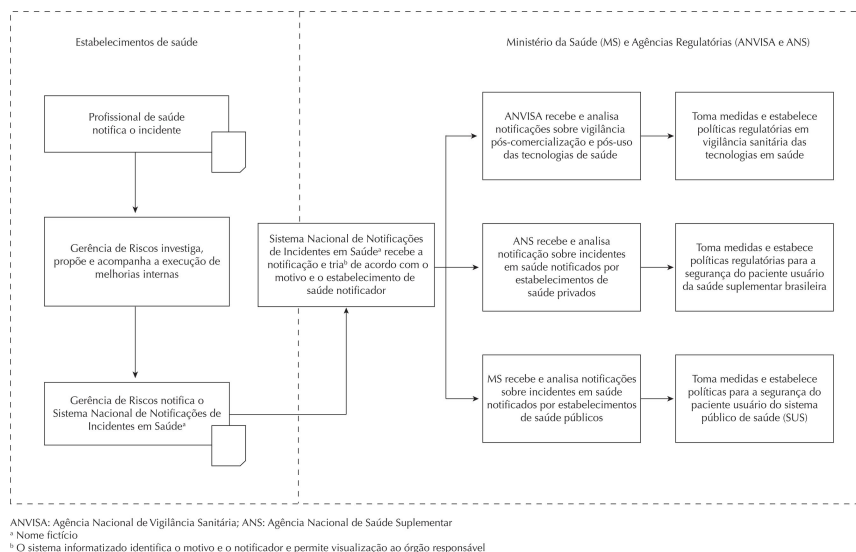 Estabelecimentos de saúde
Ministério da Saúde (MS) e Agências Regulatórias (ANVISA e ANS)
Profissional de saúde
notifica o incidente
Gerência de Riscos investiga,
propõe e acompanha a execução
de melhorias internas
Gerência de Riscos notifica o
Sistema Nacional de Notificações de
Incidentes em Saúdeª
Sistema Nacional de Notificações
de Incidentes em Saúdeª recebe a
notificação e triaᵇ de acordo com o
motivo e o estabelecimento de
saúde notificador
ANVISA recebe e analisa
notificações sobre vigilância
pós-comercialização e pós-uso
das tecnologias de saúde
Toma medidas e estabelece
políticas regulatórias em
vigilância sanitária das
tecnologias em saúde
ANS recebe e analisa
notificação sobre incidentes
em saúde notificados por
estabelecimentos de
saúde privados
Toma medidas e estabece
políticas regulatórias para a
segurança do paciente usuário
da saúde suplementar brasileira
MS recebe e analisa notificações
sobre incidentes em saúde
notificados por estabelecimentos
de saúde públicos
Toma medidas e estabelece
políticas para a segurança do
paciente usuário do sistema
público de saúde (SUS)
ANVISA: Agência Nacional de Vigilância Sanitária; ANS: Agência Nacional de Saúde Suplementar
ª Nome fictício
ᵇ O sistema informatizado identifica o motivo e o notificador e permite visualização ao órgão responsável